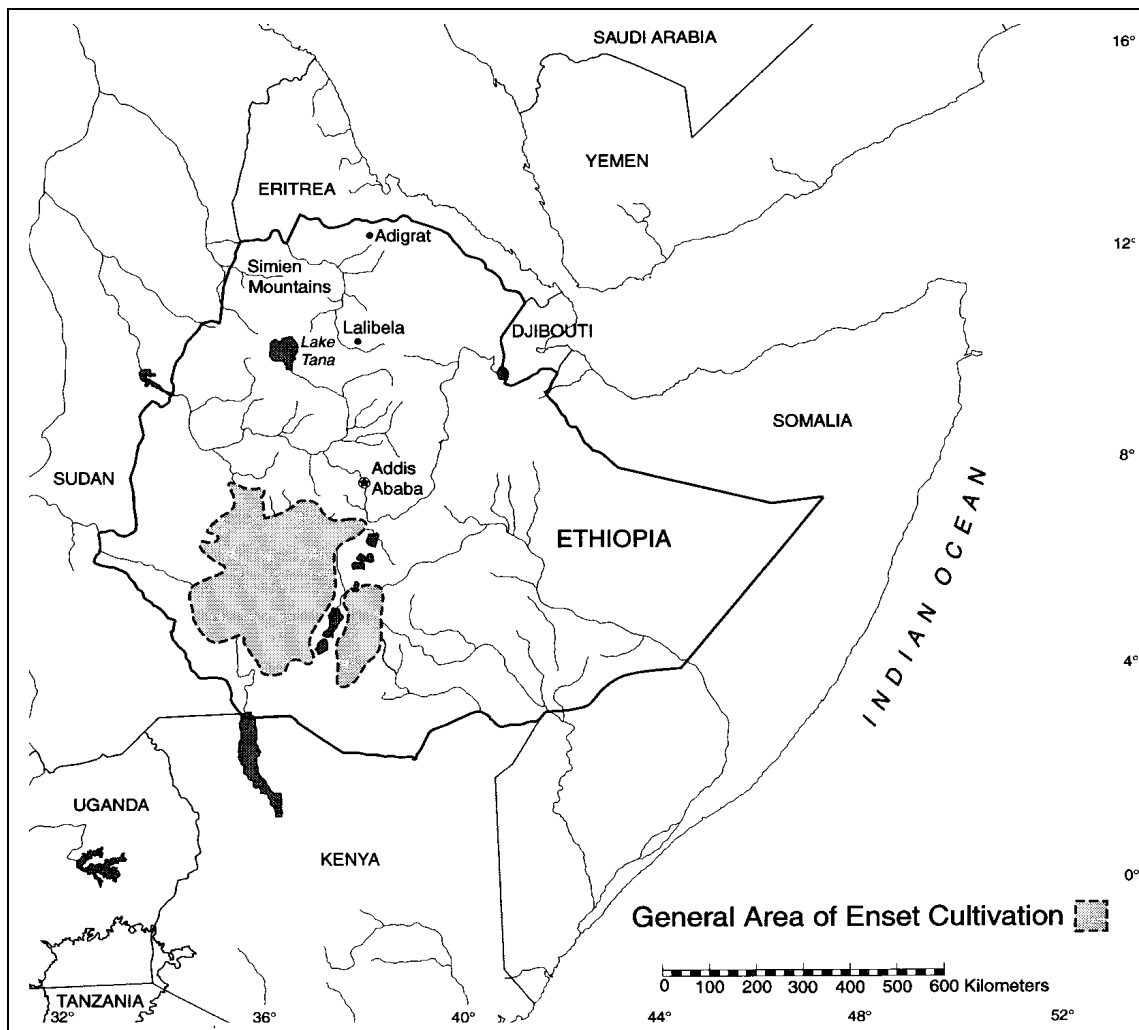 SAUDI ARABIA
16°
YEMEN
ERITREA
Adigrat
12°
Simien
Mountains
DJIBOUTI
Lalibela
Lake
Tana
SOMALIA
8°
SUDAN
Addis
Ababa
ETHIOPIA
INDIAN OCEAN
4°
UGANDA
KENYA
0°
General Area of Enset Cultivation
0 100 200 300 400 500 600 Kilometers
TANZANIA
32° 36° 40° 44° 48° 52°